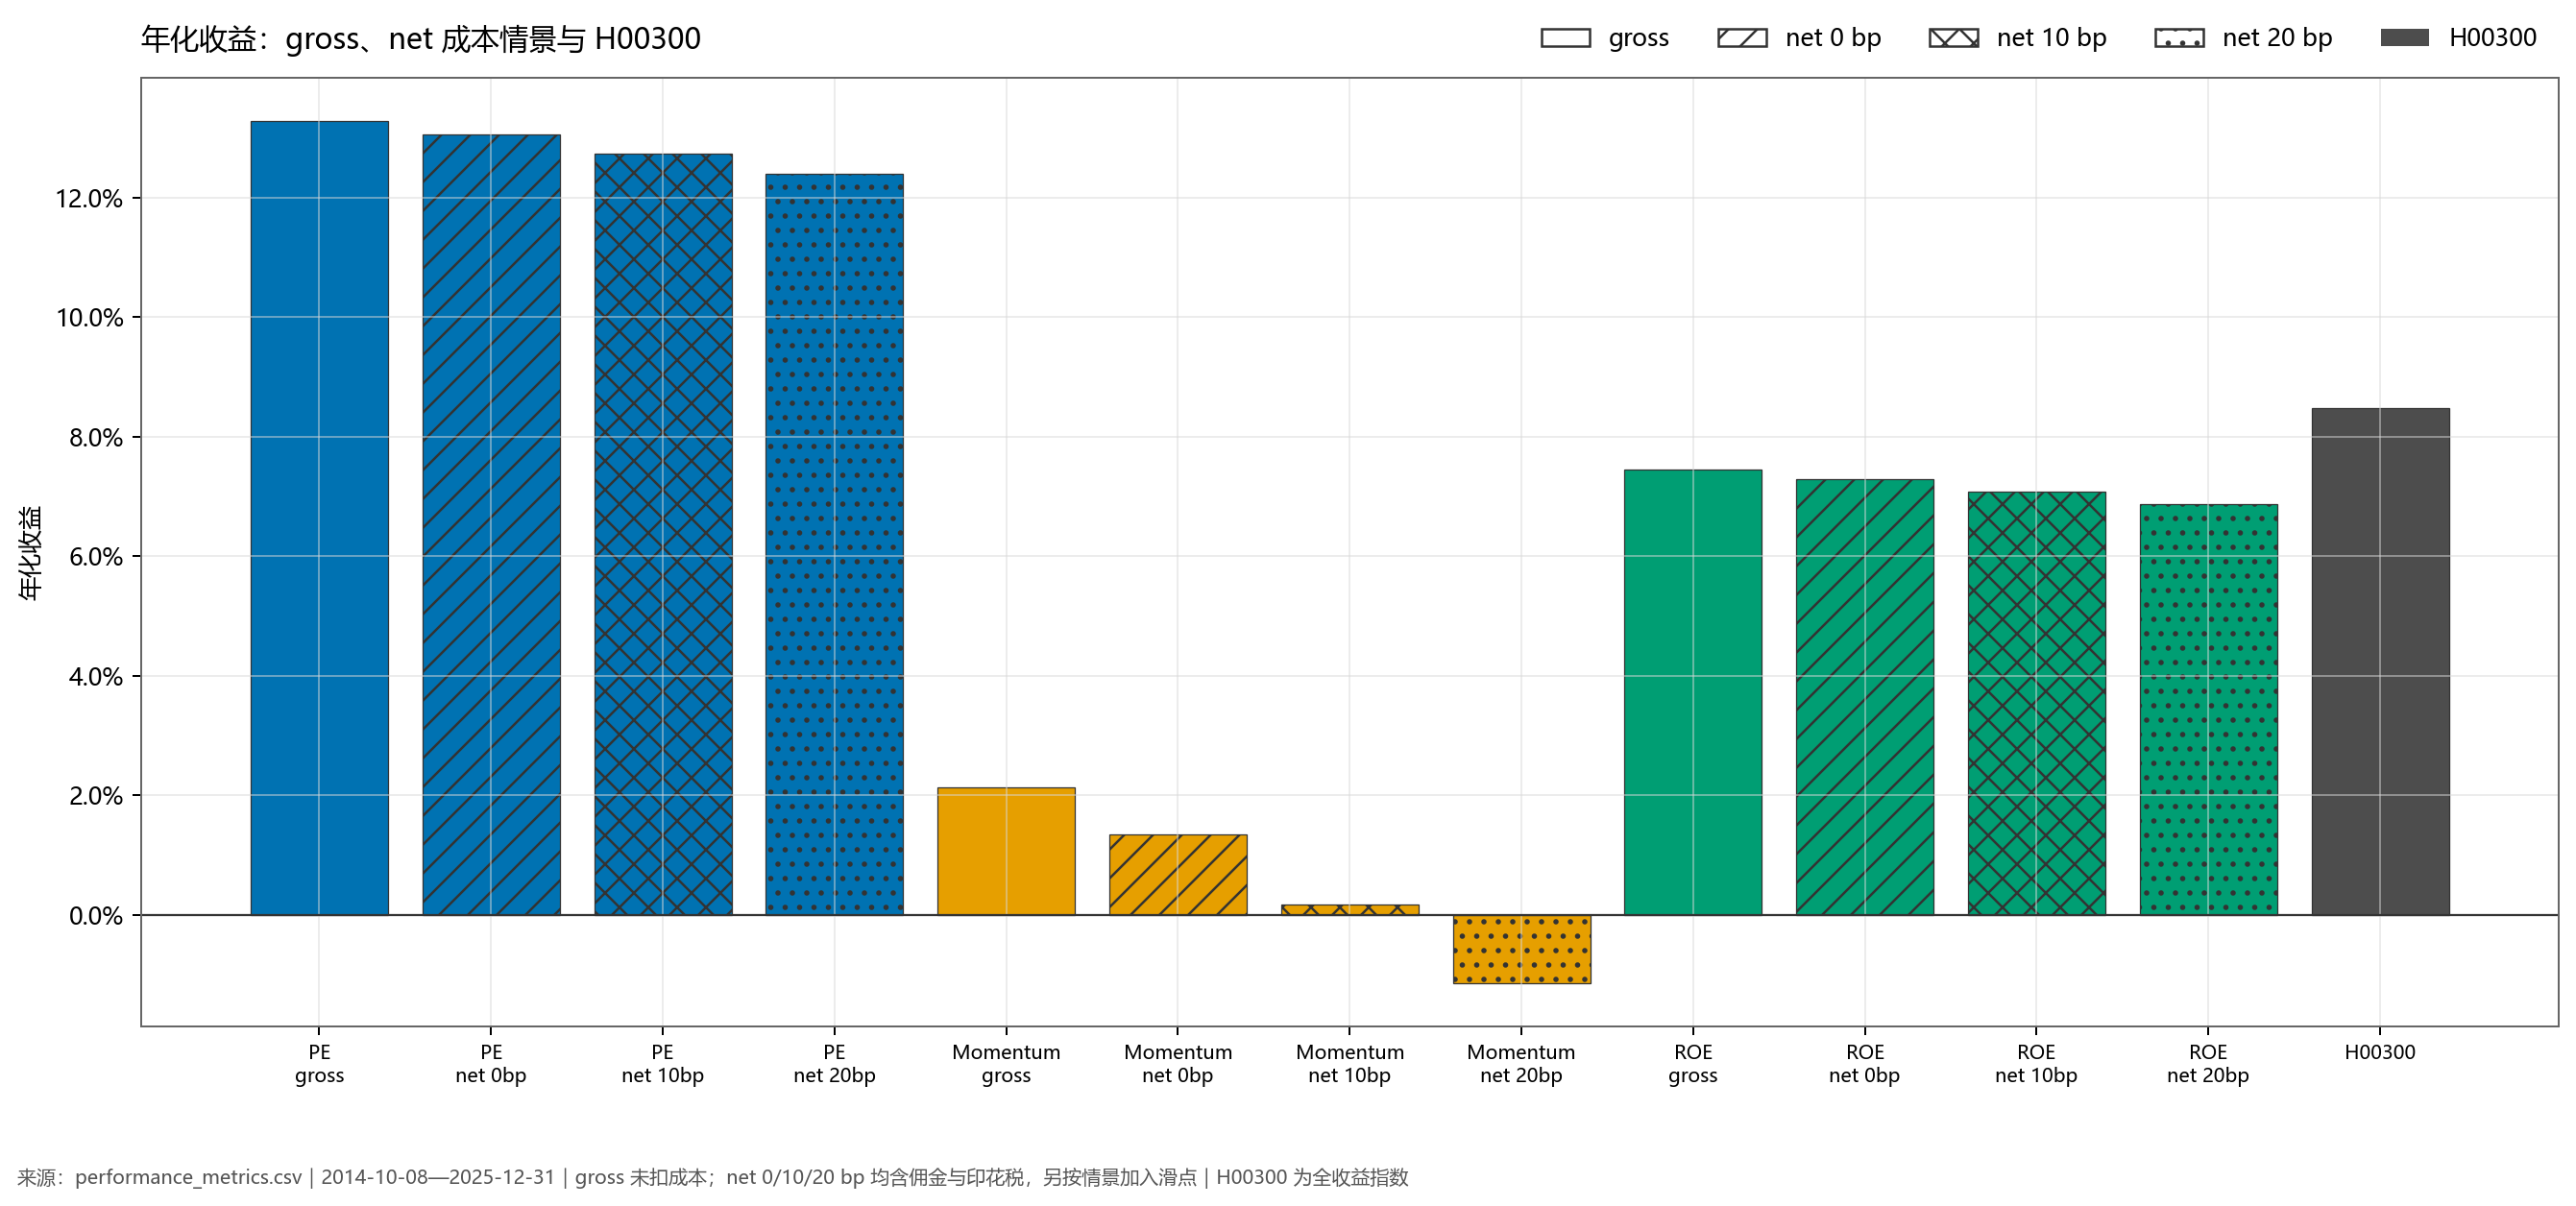 年化收益：gross、net 成本情景与 H00300
gross
net 0 bp
net 10 bp
net 20 bp
H00300
年化收益
12.0%
10.0%
8.0%
6.0%
4.0%
2.0%
0.0%
PE
gross
PE
net 0bp
PE
net 10bp
PE
net 20bp
Momentum
gross
Momentum
net 0bp
Momentum
net 10bp
Momentum
net 20bp
ROE
gross
ROE
net 0bp
ROE
net 10bp
ROE
net 20bp
H00300
来源：performance_metrics.csv | 2014-10-08—2025-12-31 | gross 未扣成本；net 0/10/20 bp 均含佣金与印花税，另按情景加入滑点 | H00300 为全收益指数